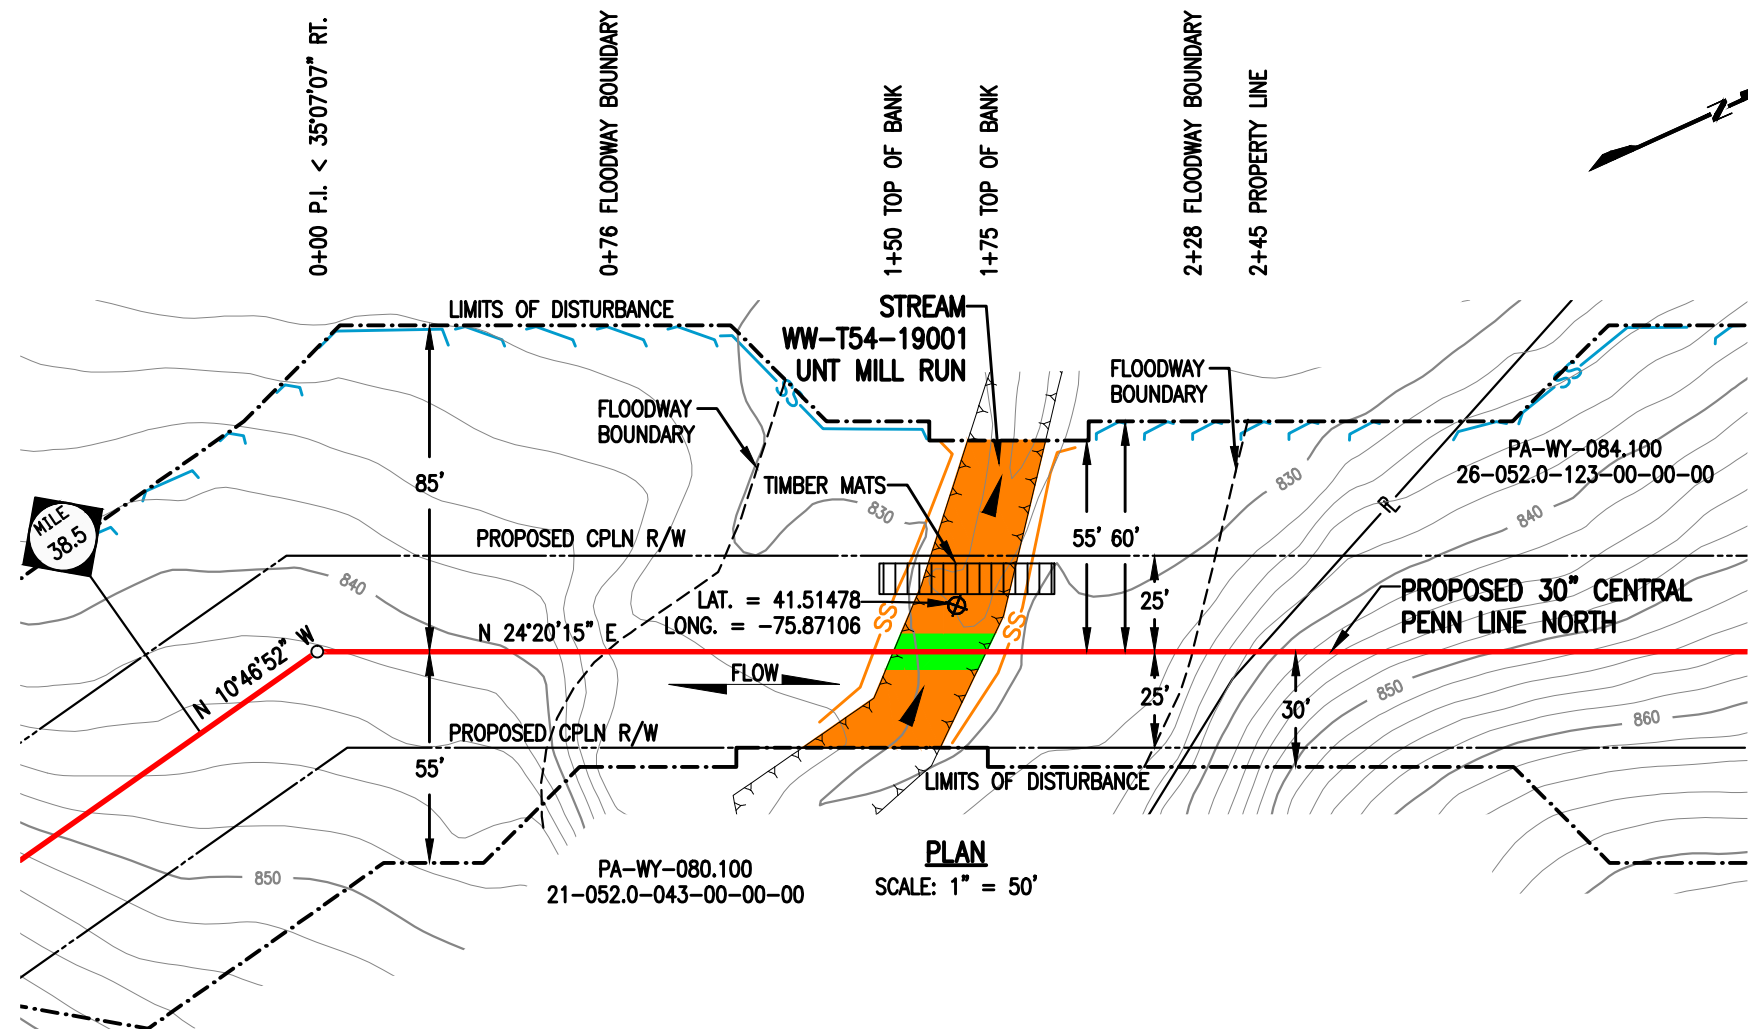 0+00 P.I. < 35°07'07" RT.
0+76 FLOODWAY BOUNDARY
1+50 TOP OF BANK
1+75 TOP OF BANK
2+28 FLOODWAY BOUNDARY
2+45 PROPERTY LINE
N
LIMITS OF DISTURBANCE
STREAM
WW-T54-19001
UNT MILL RUN
FLOODWAY
BOUNDARY
FLOODWAY
BOUNDARY
SS
SS
PA-WY-084.100
26-052.0-123-00-00-00
85'
TIMBER MATS
830
830
840
PL
MILE
38.5
PROPOSED CPLN R/W
55' 60'
840
25'
PROPOSED 30" CENTRAL
PENN LINE NORTH
LAT. = 41.51478
LONG. = -75.87106
SS
SS
N 24°20'15" E
N 10°46'52" W
FLOW
25'
30'
850
860
PROPOSED CPLN R/W
55'
LIMITS OF DISTURBANCE
850
PA-WY-080.100
21-052.0-043-00-00-00
PLAN
SCALE: 1" = 50'